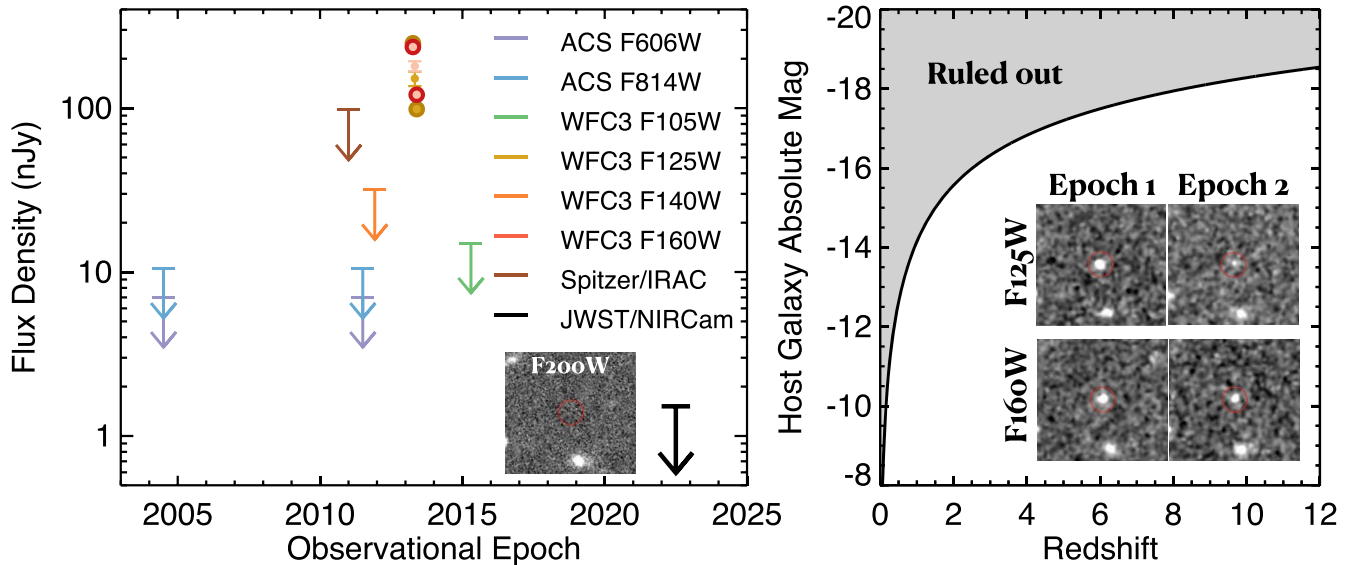 Flux Density (nJy)
100
10
1
2005
2010
2015
2020
2025
Observational Epoch
ACS F606W
ACS F814W
WFC3 F105W
WFC3 F125W
WFC3 F140W
WFC3 F160W
Spitzer/IRAC
JWST/NIRCam
F200W
Host Galaxy Absolute Mag
-20
-18
-16
-14
-12
-10
-8
0
2
4
6
8
10
12
Redshift
Ruled out
Epoch 1
Epoch 2
F125W
F160W